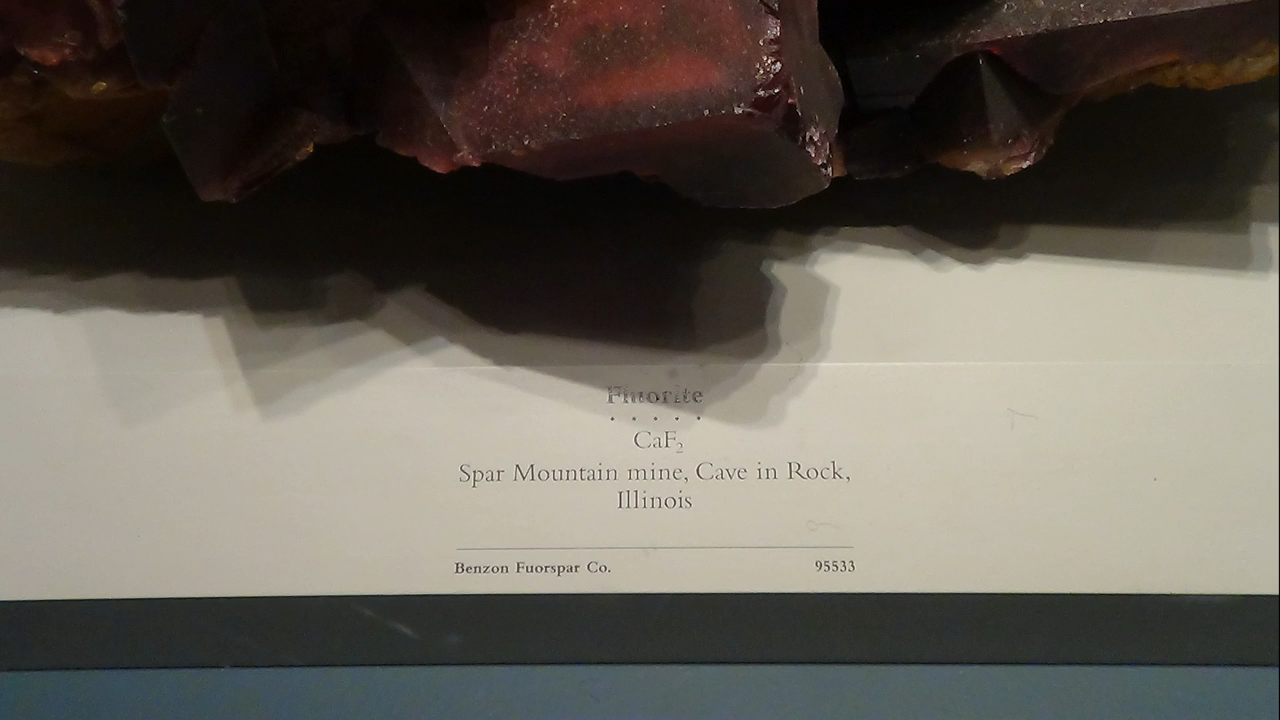 Fluorite
. . . . .
CaF₂
Spar Mountain mine, Cave in Rock,
Illinois
Benzon Fuorspar Co. 95533